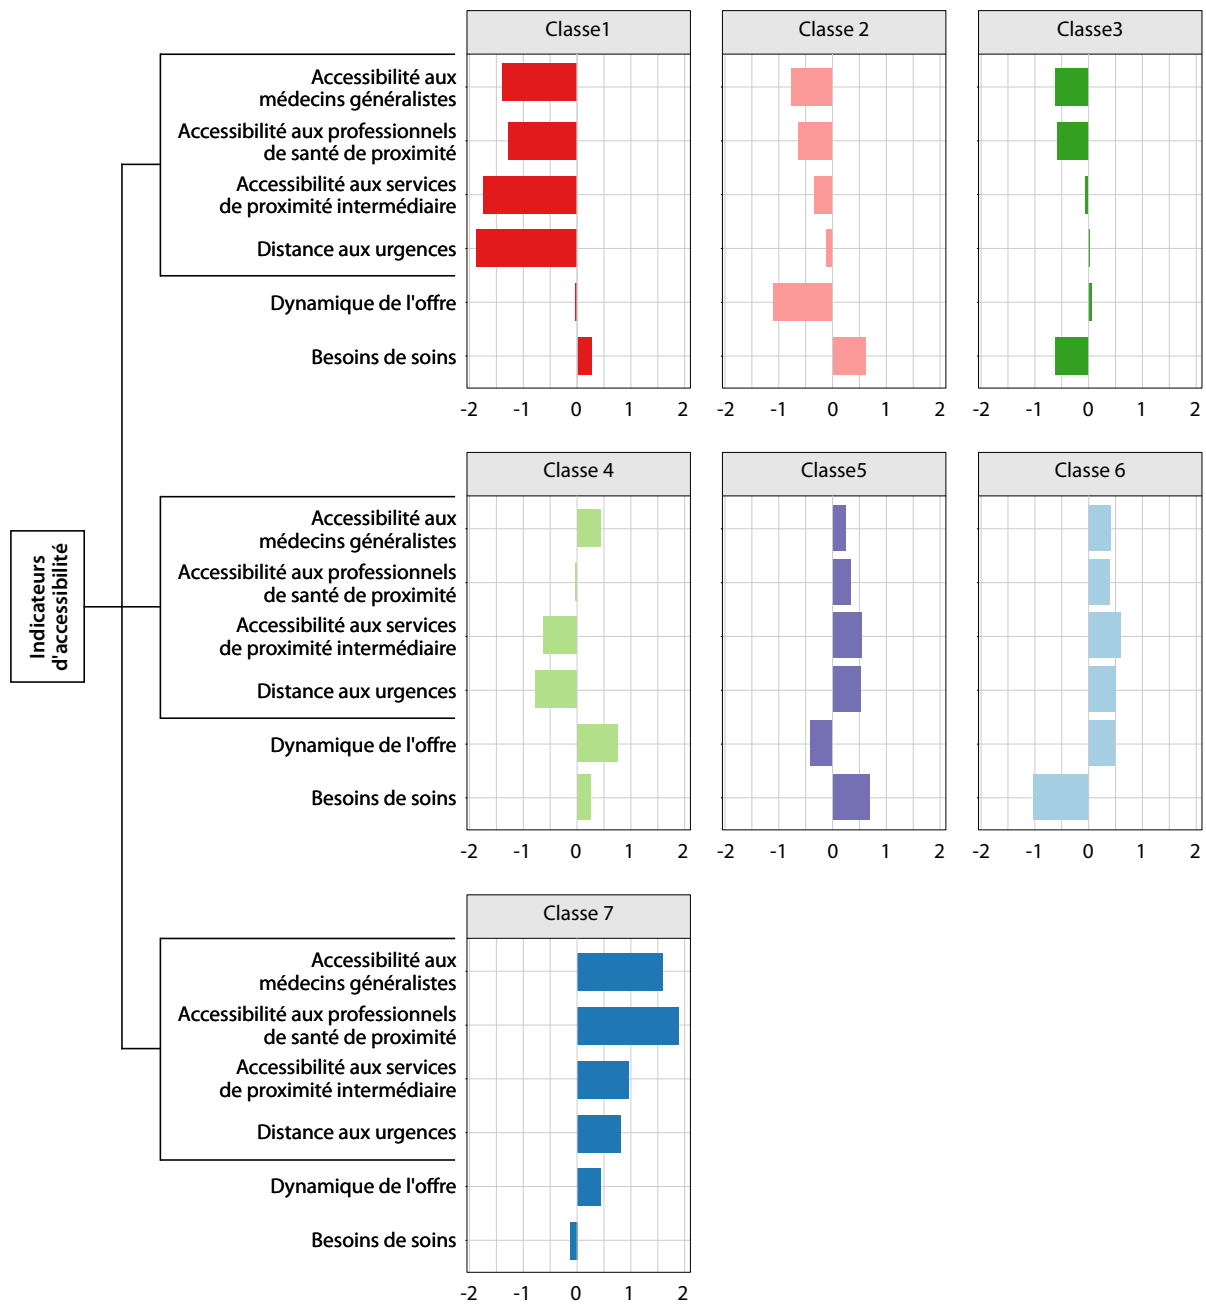 Classe1
Classe 2
Classe3
Accessibilité aux
médecins généralistes
Accessibilité aux professionnels
de santé de proximité
Accessibilité aux services
de proximité intermédiaire
Distance aux urgences
Dynamique de l'offre
Besoins de soins
-2 -1 0 1 2
-2 -1 0 1 2
-2 -1 0 1 2
Indicateurs
d'accessibilité
Classe 4
Classe5
Classe 6
Accessibilité aux
médecins généralistes
Accessibilité aux professionnels
de santé de proximité
Accessibilité aux services
de proximité intermédiaire
Distance aux urgences
Dynamique de l'offre
Besoins de soins
-2 -1 0 1 2
-2 -1 0 1 2
-2 -1 0 1 2
Classe 7
Accessibilité aux
médecins généralistes
Accessibilité aux professionnels
de santé de proximité
Accessibilité aux services
de proximité intermédiaire
Distance aux urgences
Dynamique de l'offre
Besoins de soins
-2 -1 0 1 2